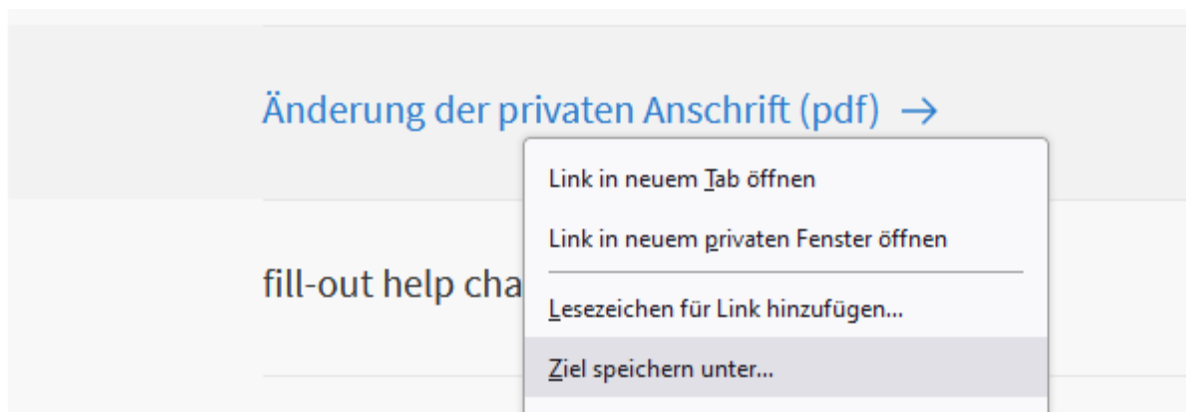 Änderung der privaten Anschrift (pdf) →
Link in neuem Tab öffnen
Link in neuem privaten Fenster öffnen
fill-out help cha
Lesezeichen für Link hinzufügen...
Ziel speichern unter...